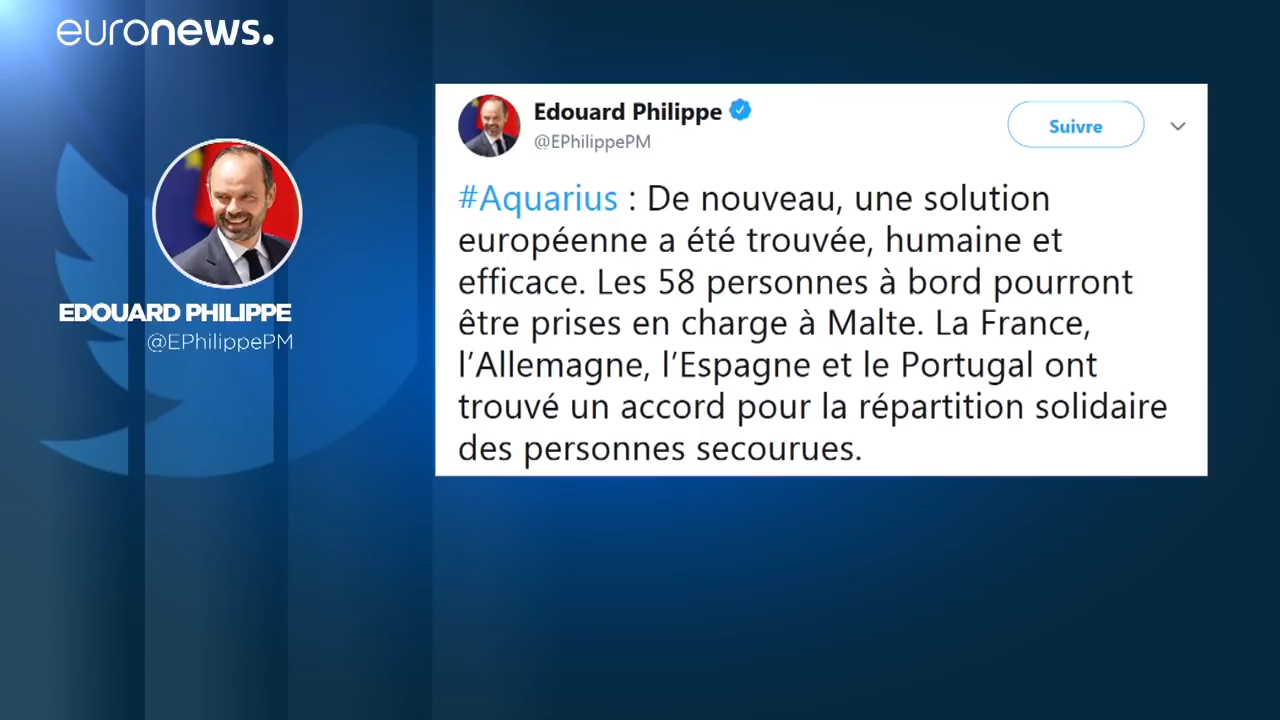 euronews.
EDOUARD PHILIPPE
@EPhilippePM
Edouard Philippe
@EPhilippePM
Suivre
#Aquarius : De nouveau, une solution
européenne a été trouvée, humaine et
efficace. Les 58 personnes à bord pourront
être prises en charge à Malte. La France,
l’Allemagne, l’Espagne et le Portugal ont
trouvé un accord pour la répartition solidaire
des personnes secourues.